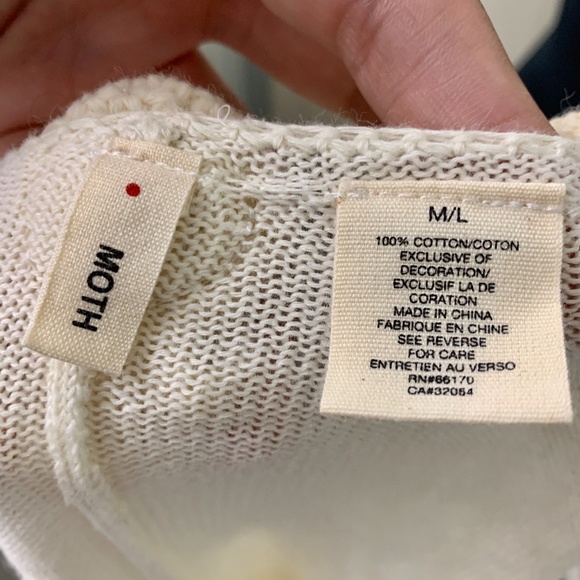 MOTH
M/L
100% COTTON/COTON
EXCLUSIVE OF
DECORATION/
EXCLUSIF LA DE
CORATION
MADE IN CHINA
FABRIQUE EN CHINE
SEE REVERSE
FOR CARE
ENTRETIEN AU VERSO
RN#66170
CA#32054